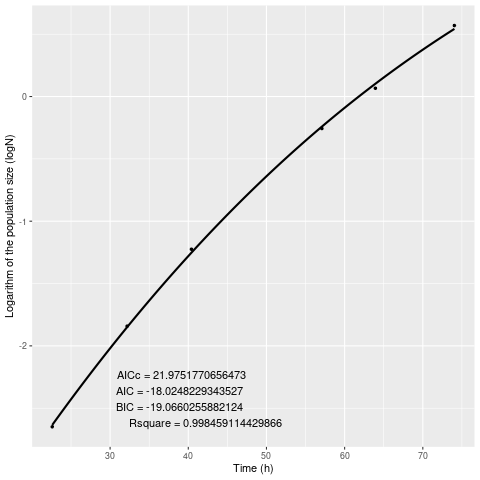 0
-1
-2
Logarithm of the population size (logN)
AICc = 21.9751770656473
AIC = -18.0248229343527
BIC = -19.0660255882124
Rsquare = 0.998459114429866
30 40 50 60 70
Time (h)